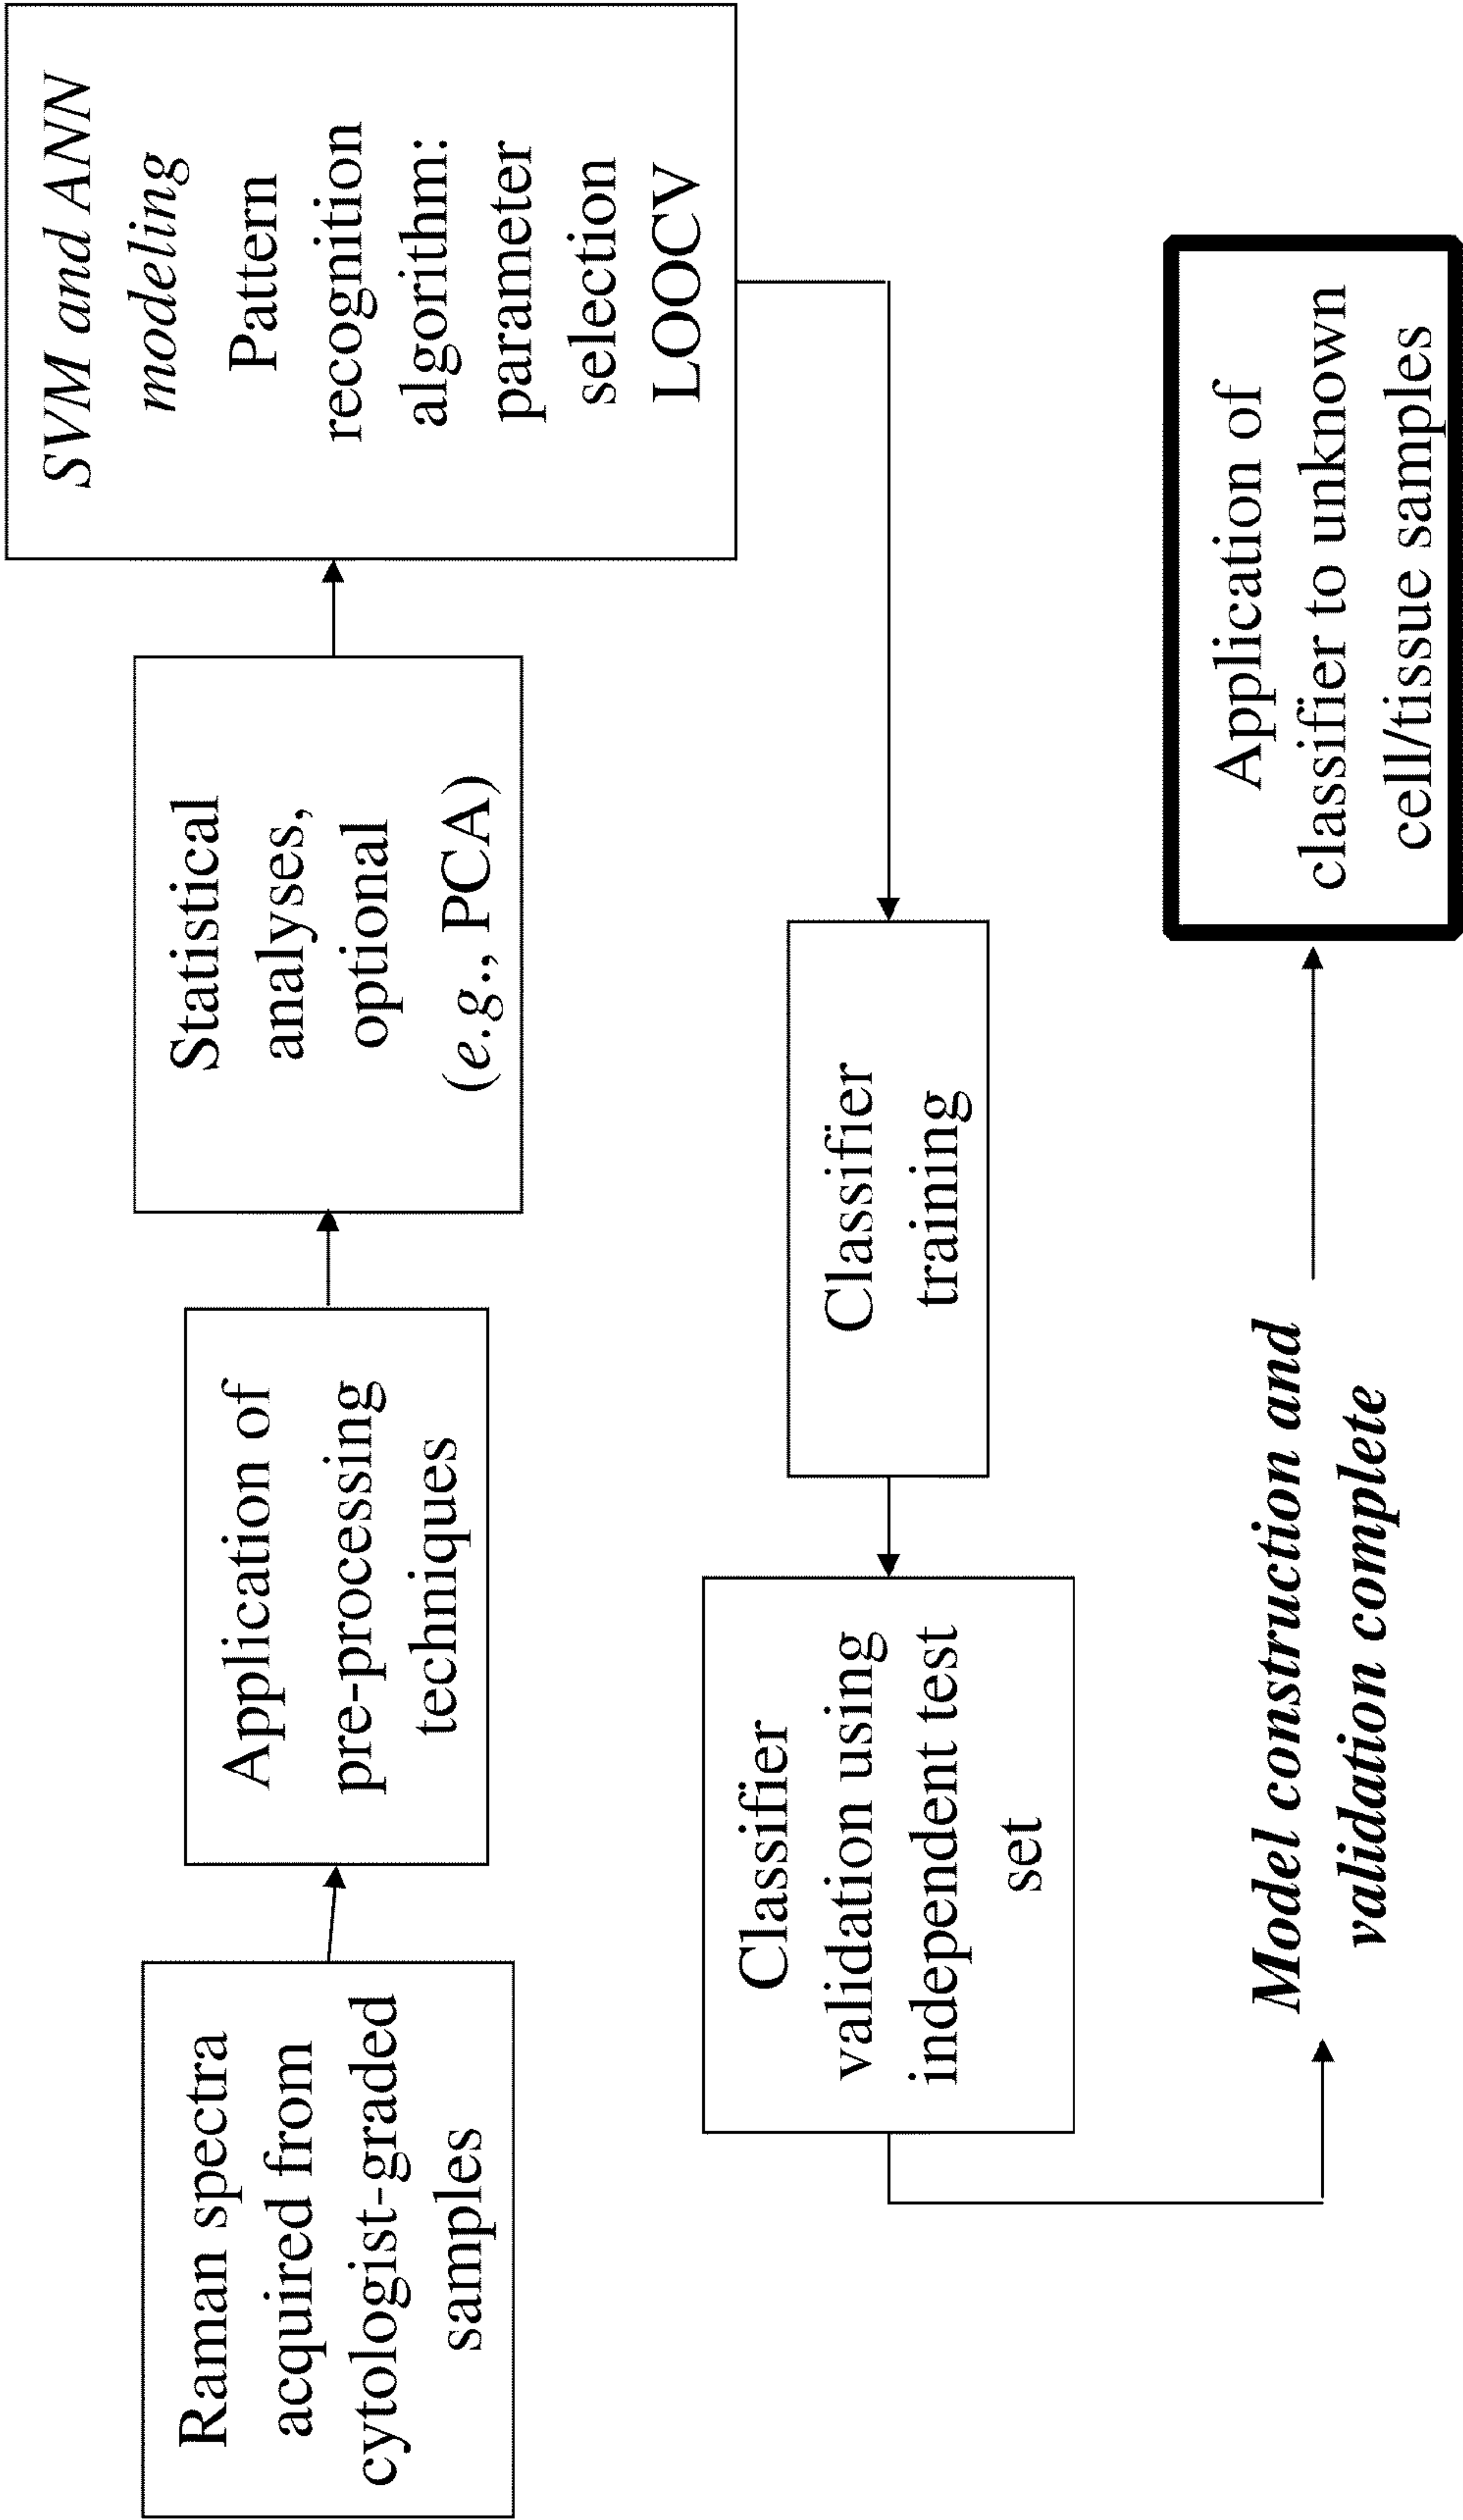 Raman spectra
acquired from
cytologist-graded
samples
Application of
pre-processing
techniques
Statistical
analyses,
optional
(e.g., PCA)
SVM and ANN
modeling
Pattern
recognition
algorithm:
parameter
selection
LOOCV
Classifier
training
Classifier
validation using
independent test
set
Model construction and
validation complete
Application of
classifier to unknown
cell/tissue samples